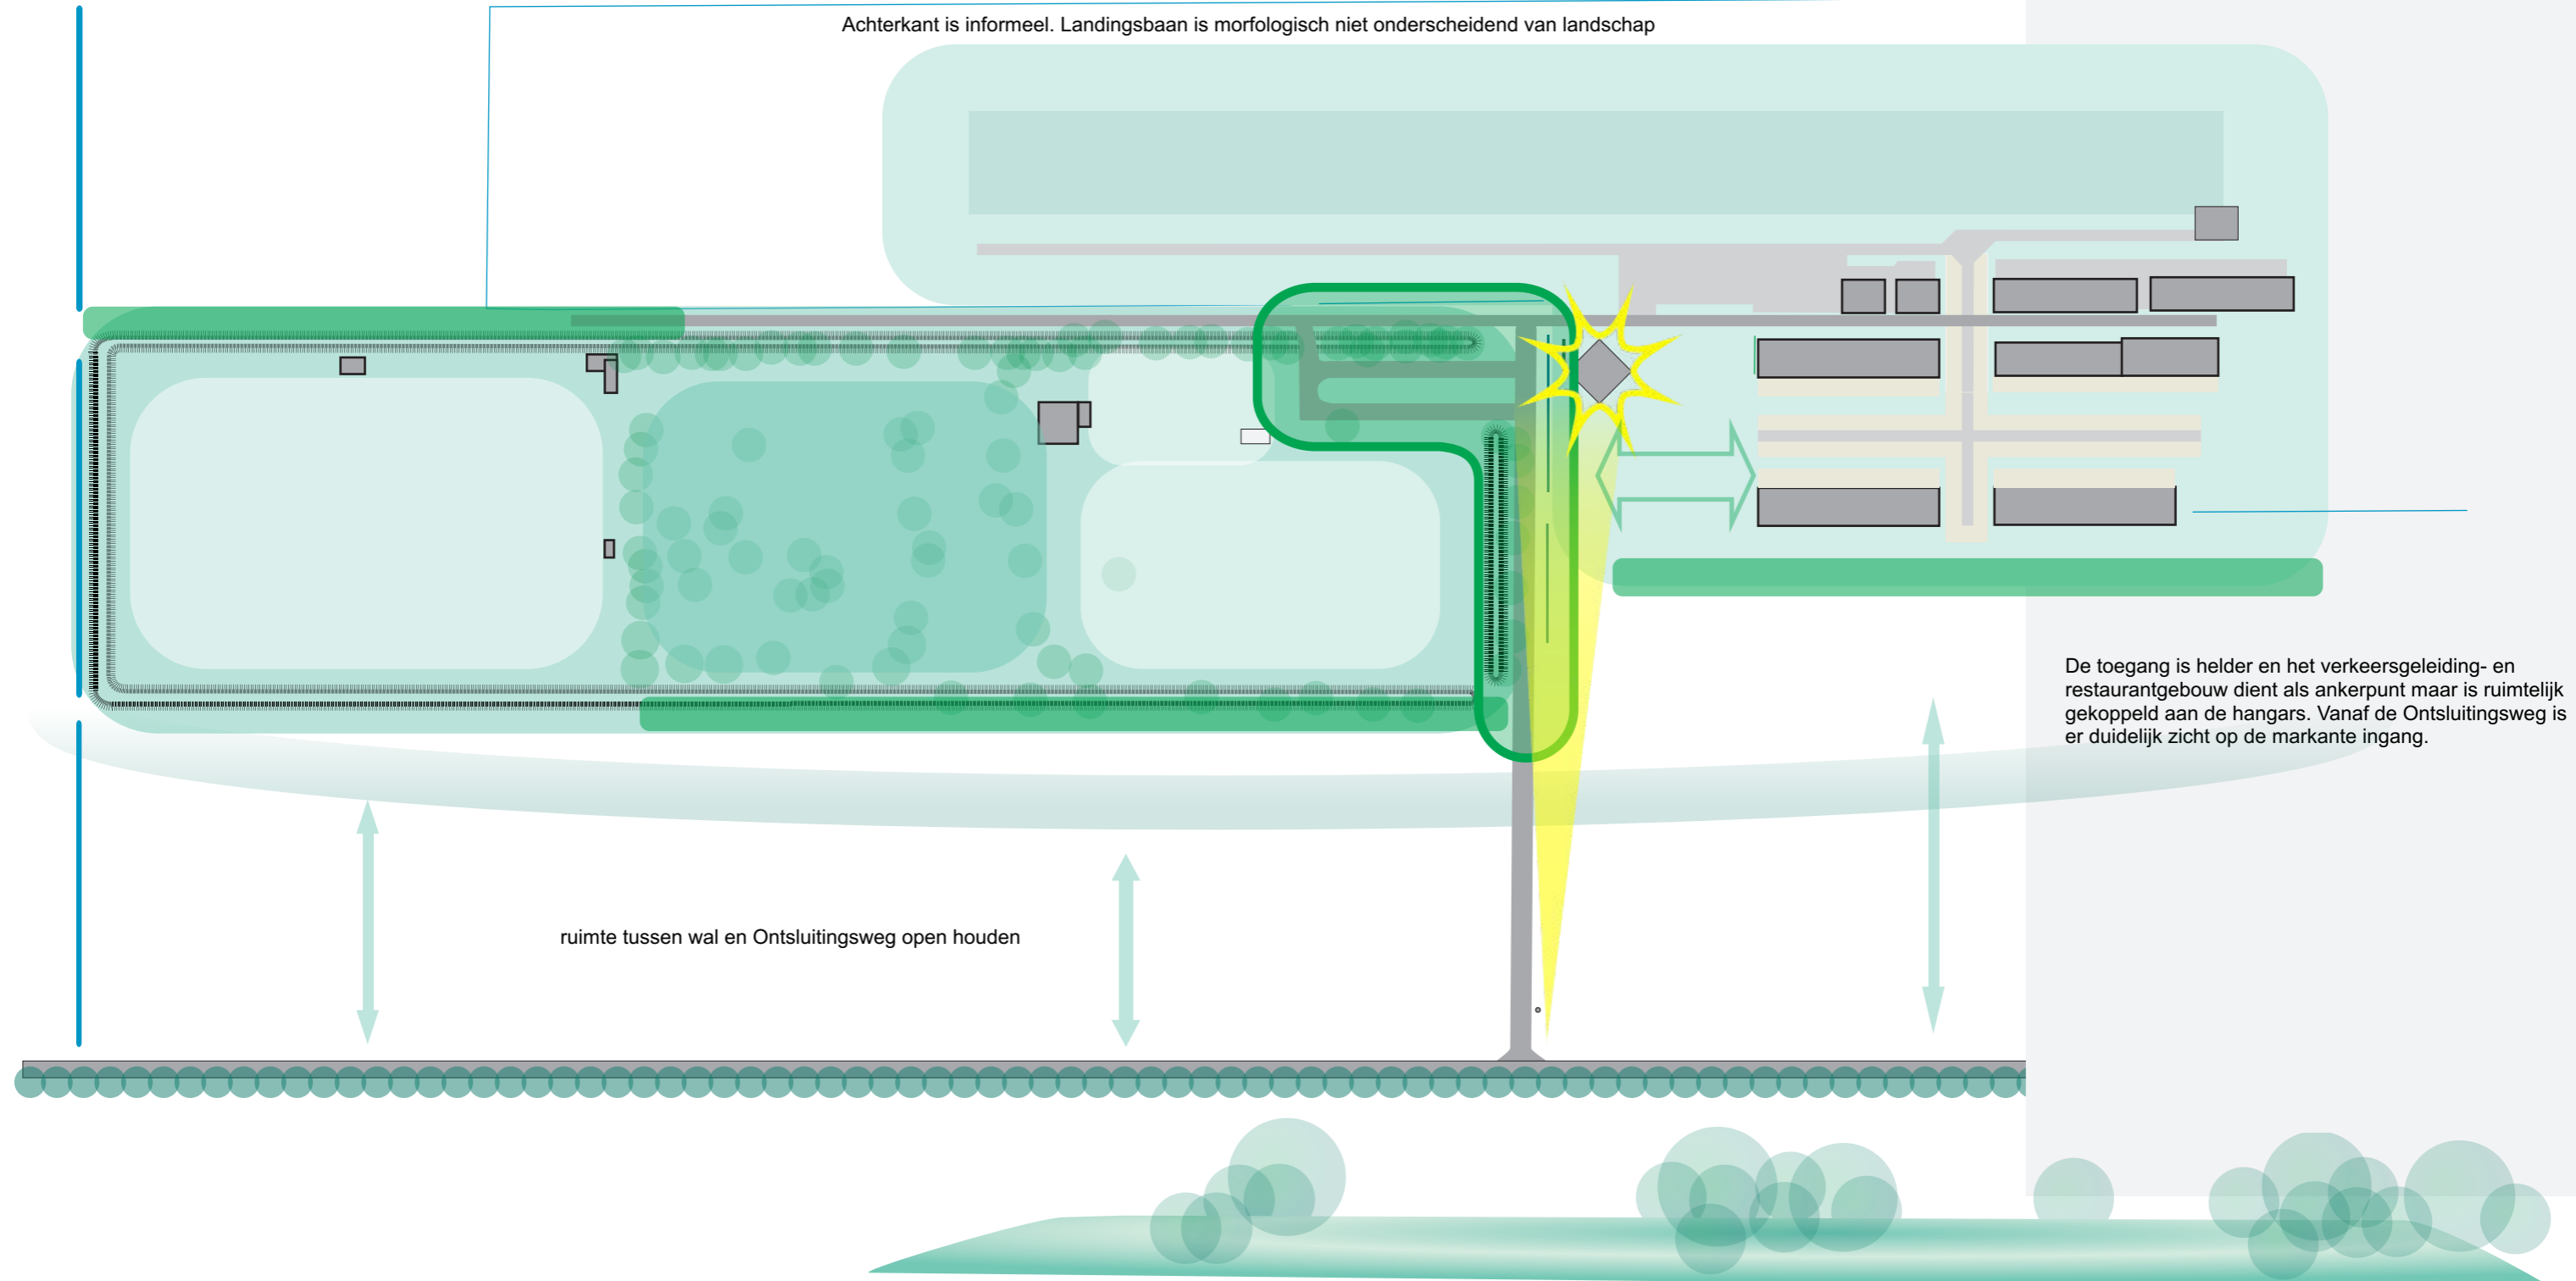 Achterkant is informeel. Landingsbaan is morfologisch niet onderscheidend van landschap
De toegang is helder en het verkeersgeleiding- en
restaurantgebouw dient als ankerpunt maar is ruimtelijk
gekoppeld aan de hangars. Vanaf de Ontsluitingsweg is
er duidelijk zicht op de markante ingang.
ruimte tussen wal en Ontsluitingsweg open houden